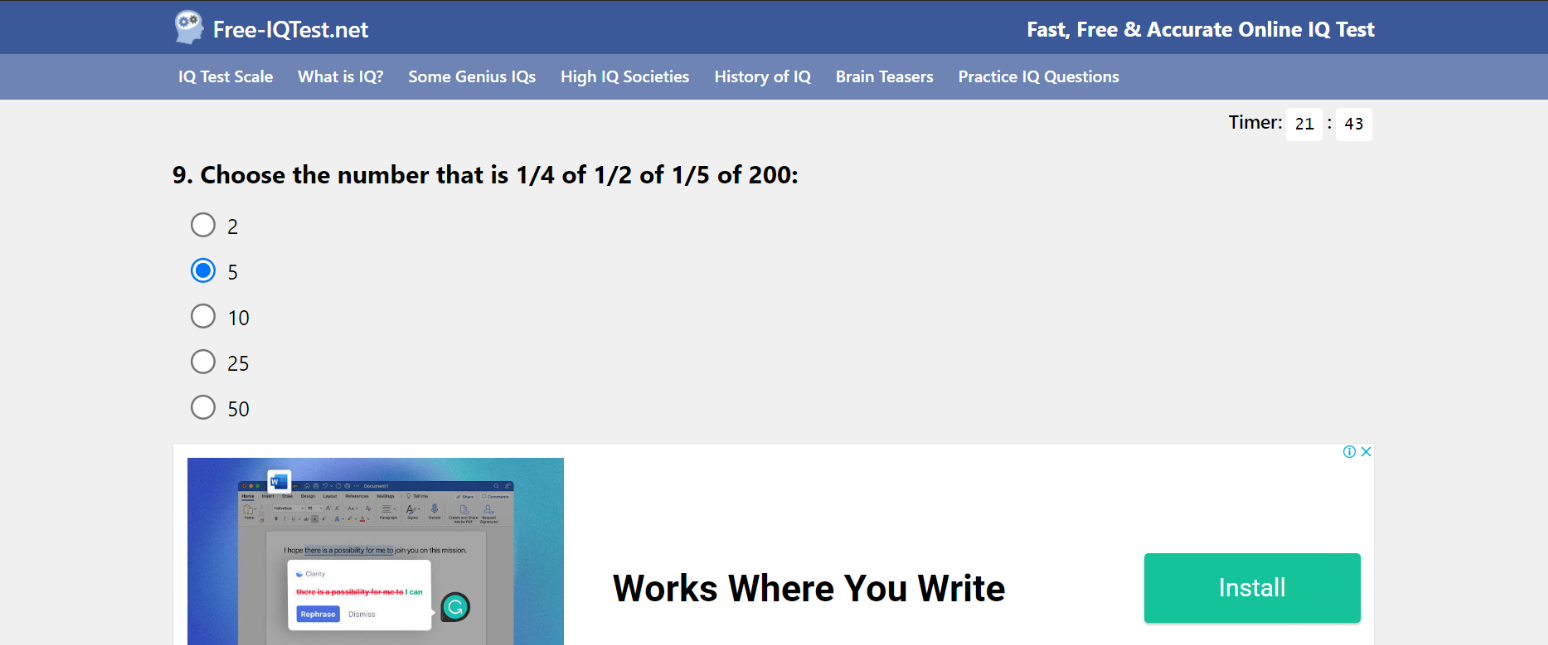 Free-IQTest.net
Fast, Free & Accurate Online IQ Test
IQ Test Scale What is IQ? Some Genius IQs High IQ Societies History of IQ Brain Teasers Practice IQ Questions
Timer: 21 : 43
9. Choose the number that is 1/4 of 1/2 of 1/5 of 200:
2
5
10
25
50
W
Home Insert Draw Design Layout References Mailings Tell me Share Comments
I hope there is a possibility for me to join you on this mission.
Clarity
there is a possibility for me to I can
Rephrase Dismiss
Works Where You Write
Install